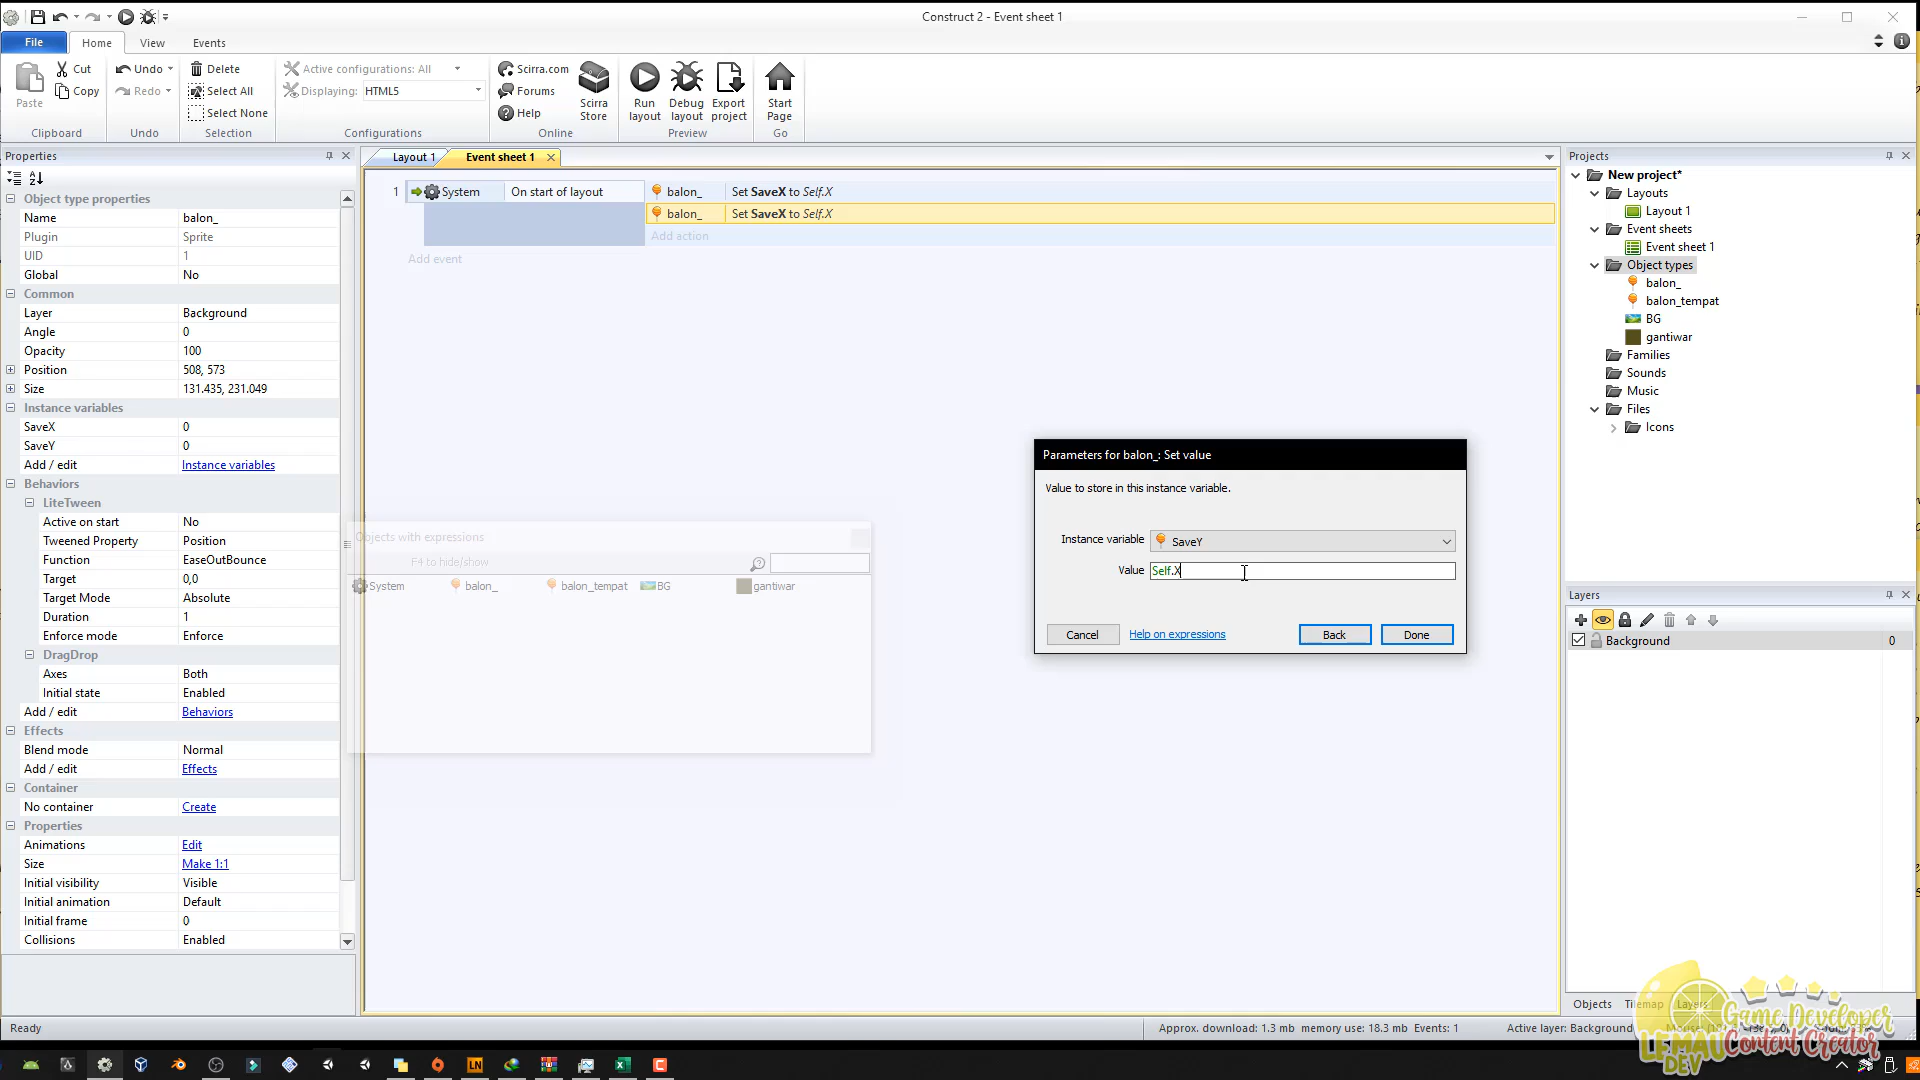 Construct 2 - Event sheet 1
File Home View Events
Paste
Cut
Copy
Clipboard
Undo
Redo
Undo
Delete
Select All
Select None
Selection
Active configurations: All
Displaying: HTML5
Configurations
Scirra.com
Forums
Help
Scirra Store
Online
Run layout
Debug layout
Export project
Preview
Start Page
Go
Properties
Object type properties
Name balon_
Plugin Sprite
UID 1
Global No
Common
Layer Background
Angle 0
Opacity 100
Position 508, 573
Size 131.435, 231.049
Instance variables
SaveX 0
SaveY 0
Add / edit Instance variables
Behaviors
LiteTween
Active on start No
Tweened Property Position
Function EaseOutBounce
Target 0,0
Target Mode Absolute
Duration 1
Enforce mode Enforce
DragDrop
Axes Both
Initial state Enabled
Add / edit Behaviors
Effects
Blend mode Normal
Add / edit Effects
Container
No container Create
Properties
Animations Edit
Size Make 1:1
Initial visibility Visible
Initial animation Default
Initial frame 0
Collisions Enabled
Layout 1
Event sheet 1
1 System On start of layout balon_ Set SaveX to Self.X
balon_ Set SaveX to Self.X
Add action
Add event
Objects with expressions
F4 to hide/show
System balon_ balon_tempat BG gantiwar
Parameters for balon_: Set value
Value to store in this instance variable.
Instance variable SaveY
Value Self.X
Cancel Help on expressions Back Done
Projects
New project*
Layouts
Layout 1
Event sheets
Event sheet 1
Object types
balon_
balon_tempat
BG
gantiwar
Families
Sounds
Music
Files
Icons
Layers
Background 0
Objects Tilemap Layers
Ready
Approx. download: 1.3 mb memory use: 18.3 mb Events: 1 Active layer: Background
Game Developer
LEMAU Content Creator
DEV